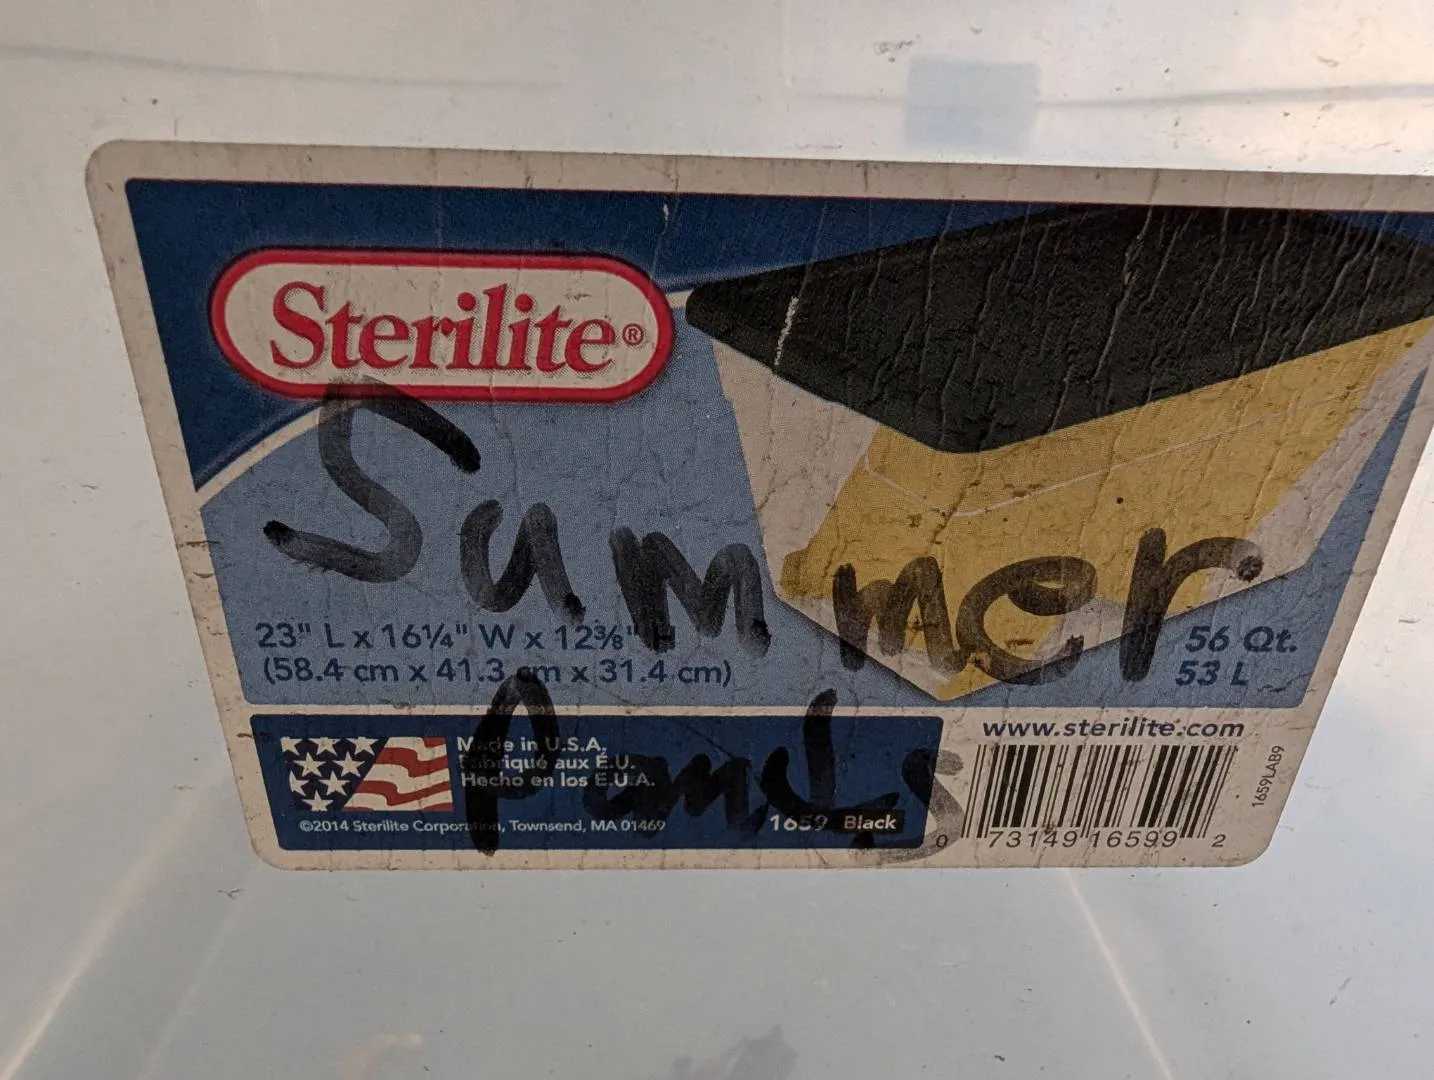 Sterilite®
Summer
23" L x 16¼" W x 12⅜" H
(58.4 cm x 41.3 cm x 31.4 cm)
56 Qt.
53 L
Pants
Made in U.S.A.
Fabriqué aux É.U.
Hecho en los E.U.A.
©2014 Sterilite Corporation, Townsend, MA 01469
1659 Black
www.sterilite.com
0 73149 16599 2
1659LAB9